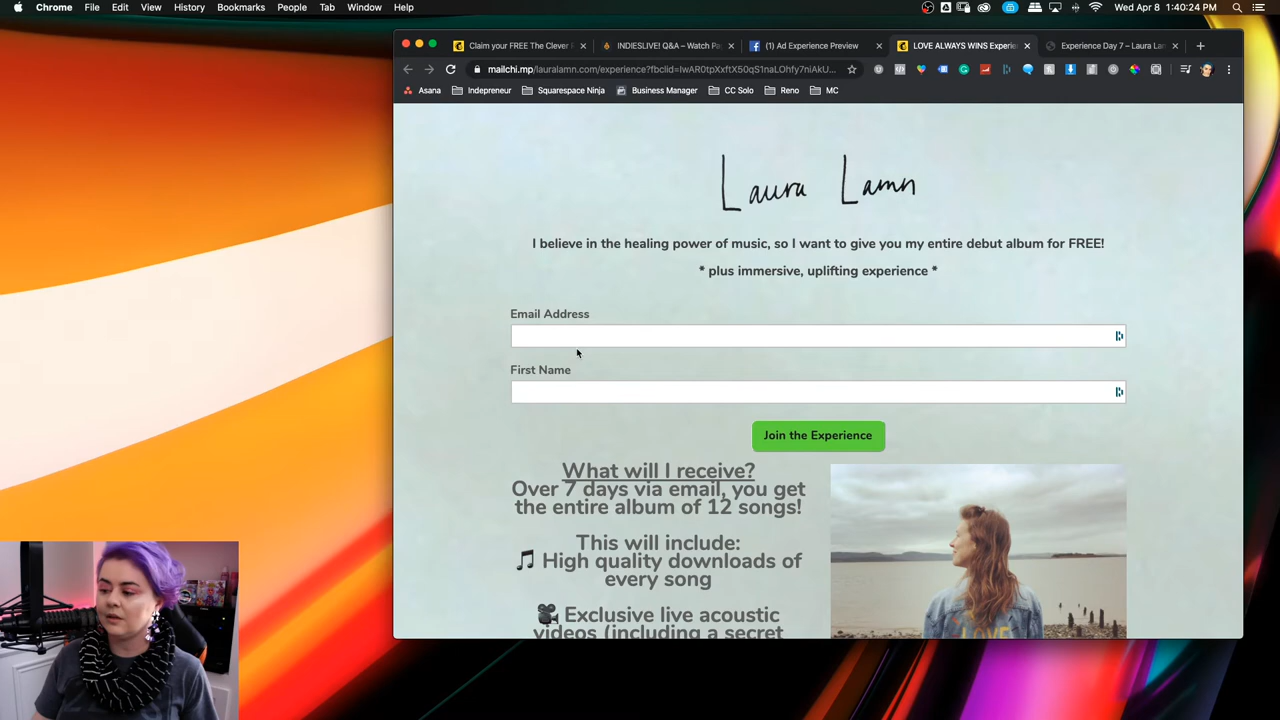 Chrome File Edit View History Bookmarks People Tab Window Help Wed Apr 8 1:40:24 PM
Claim your FREE The Clever
INDIESLIVE! Q&A – Watch Pa
(1) Ad Experience Preview
LOVE ALWAYS WINS Experie
Experience Day 7 – Laura Lam
mailchi.mp/lauralamn.com/experience?fbclid=IwAR0tpXxftX50qS1naLOhfy7niAkU...
Asana Indepreneur Squarespace Ninja Business Manager CC Solo Reno MC
Laura Lamn
I believe in the healing power of music, so I want to give you my entire debut album for FREE!
* plus immersive, uplifting experience *
Email Address
First Name
Join the Experience
What will I receive?
Over 7 days via email, you get
the entire album of 12 songs!
This will include:
🎵 High quality downloads of
every song
🎥 Exclusive live acoustic
videos (including a secret
LOVE